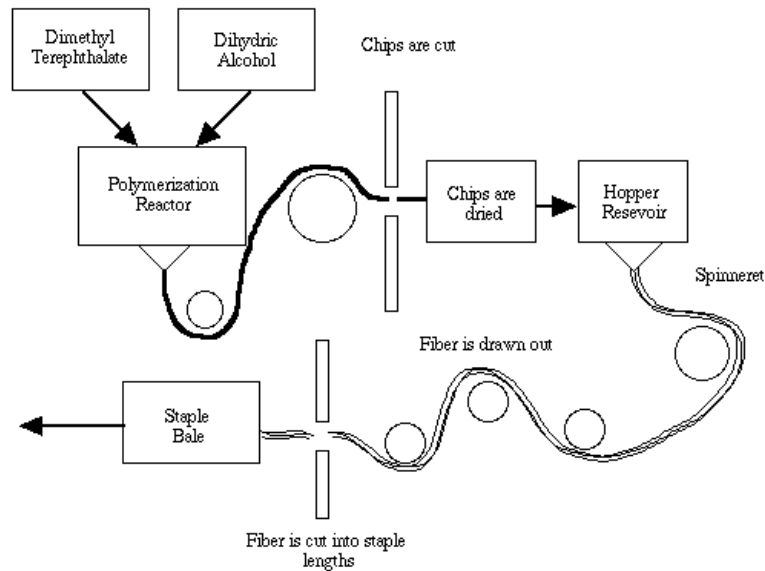 Dimethyl
Terephthalate
Dihydric
Alcohol
Chips are cut
Polymerization
Reactor
Chips are
dried
Hopper
Resevoir
Spinneret
Fiber is drawn out
Staple
Bale
Fiber is cut into staple
lengths